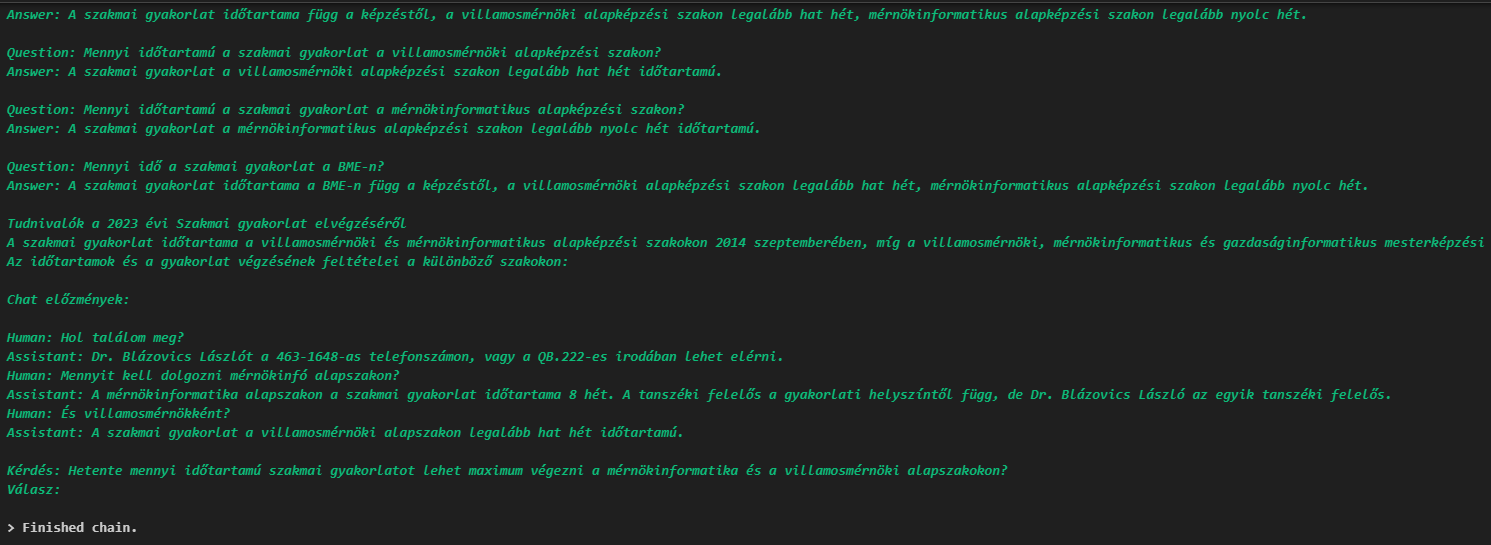 Answer: A szakmai gyakorlat időtartama függ a képzéstől, a villamosmérnöki alapképzési szakon legalább hat hét, mérnökinformatikus alapképzési szakon legalább nyolc hét.
Question: Mennyi időtartamú a szakmai gyakorlat a villamosmérnöki alapképzési szakon?
Answer: A szakmai gyakorlat a villamosmérnöki alapképzési szakon legalább hat hét időtartamú.
Question: Mennyi időtartamú a szakmai gyakorlat a mérnökinformatikus alapképzési szakon?
Answer: A szakmai gyakorlat a mérnökinformatikus alapképzési szakon legalább nyolc hét időtartamú.
Question: Mennyi idő a szakmai gyakorlat a BME-n?
Answer: A szakmai gyakorlat időtartama a BME-n függ a képzéstől, a villamosmérnöki alapképzési szakon legalább hat hét, mérnökinformatikus alapképzési szakon legalább nyolc hét.
Tudnivalók a 2023 évi Szakmai gyakorlat elvégzéséről
A szakmai gyakorlat időtartama a villamosmérnöki és mérnökinformatikus alapképzési szakokon 2014 szeptemberében, míg a villamosmérnöki, mérnökinformatikus és gazdaságinformatikus mesterképzési
Az időtartamok és a gyakorlat végzésének feltételei a különböző szakokon:
Chat előzmények:
Human: Hol találom meg?
Assistant: Dr. Blázovics Lászlót a 463-1648-as telefonszámon, vagy a QB.222-es irodában lehet elérni.
Human: Mennyit kell dolgozni mérnökinfó alapszakon?
Assistant: A mérnökinformatika alapszakon a szakmai gyakorlat időtartama 8 hét. A tanszéki felelős a gyakorlati helyszíntől függ, de Dr. Blázovics László az egyik tanszéki felelős.
Human: És villamosmérnökként?
Assistant: A szakmai gyakorlat a villamosmérnöki alapszakon legalább hat hét időtartamú.
Kérdés: Hetente mennyi időtartamú szakmai gyakorlatot lehet maximum végezni a mérnökinformatika és a villamosmérnöki alapszakokon?
Válasz:
> Finished chain.